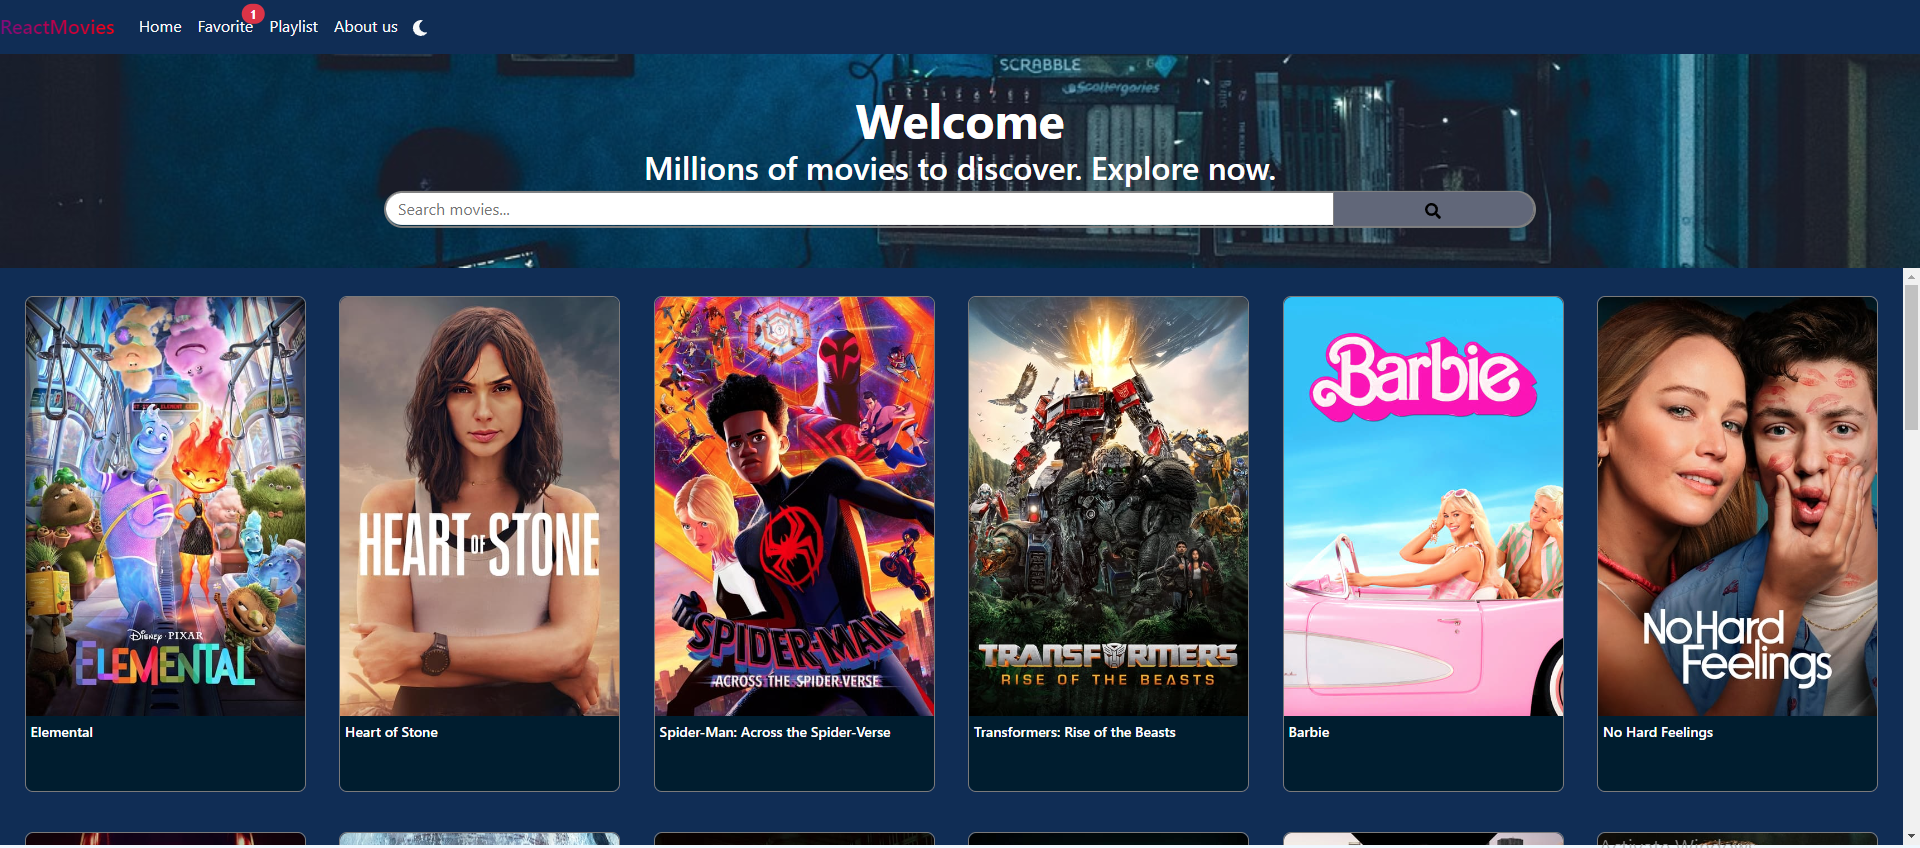 ReactMovies Home Favorite 1 Playlist About us
SCRABBLE
Scattergories
Welcome
Millions of movies to discover. Explore now.
Search movies...
DISNEY · PIXAR
ELEMENTAL
HEART OF STONE
SPIDER-MAN
ACROSS THE SPIDER-VERSE
TRANSFORMERS
RISE OF THE BEASTS
Barbie
No Hard
Feelings
Elemental
Heart of Stone
Spider-Man: Across the Spider-Verse
Transformers: Rise of the Beasts
Barbie
No Hard Feelings
Activate Windows